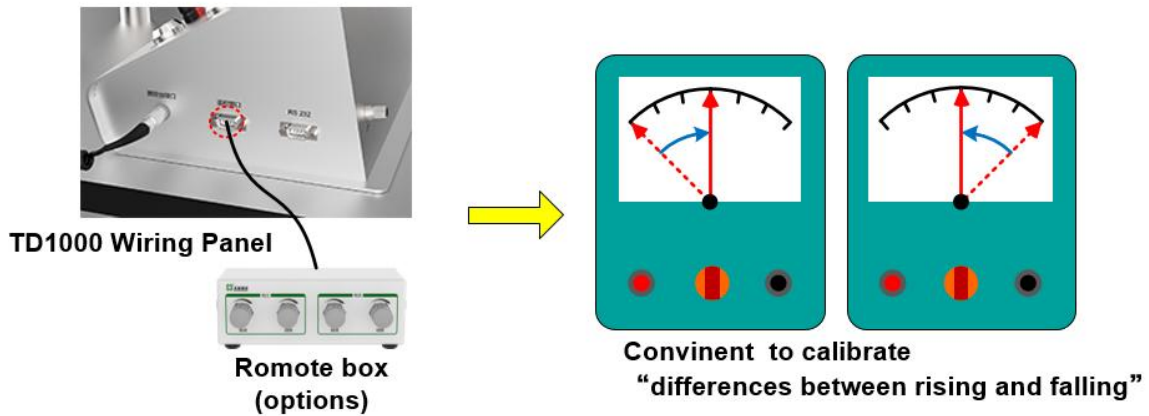 RS 232
TD1000 Wiring Panel
Romote box
(options)
Convinent to calibrate
“differences between rising and falling”